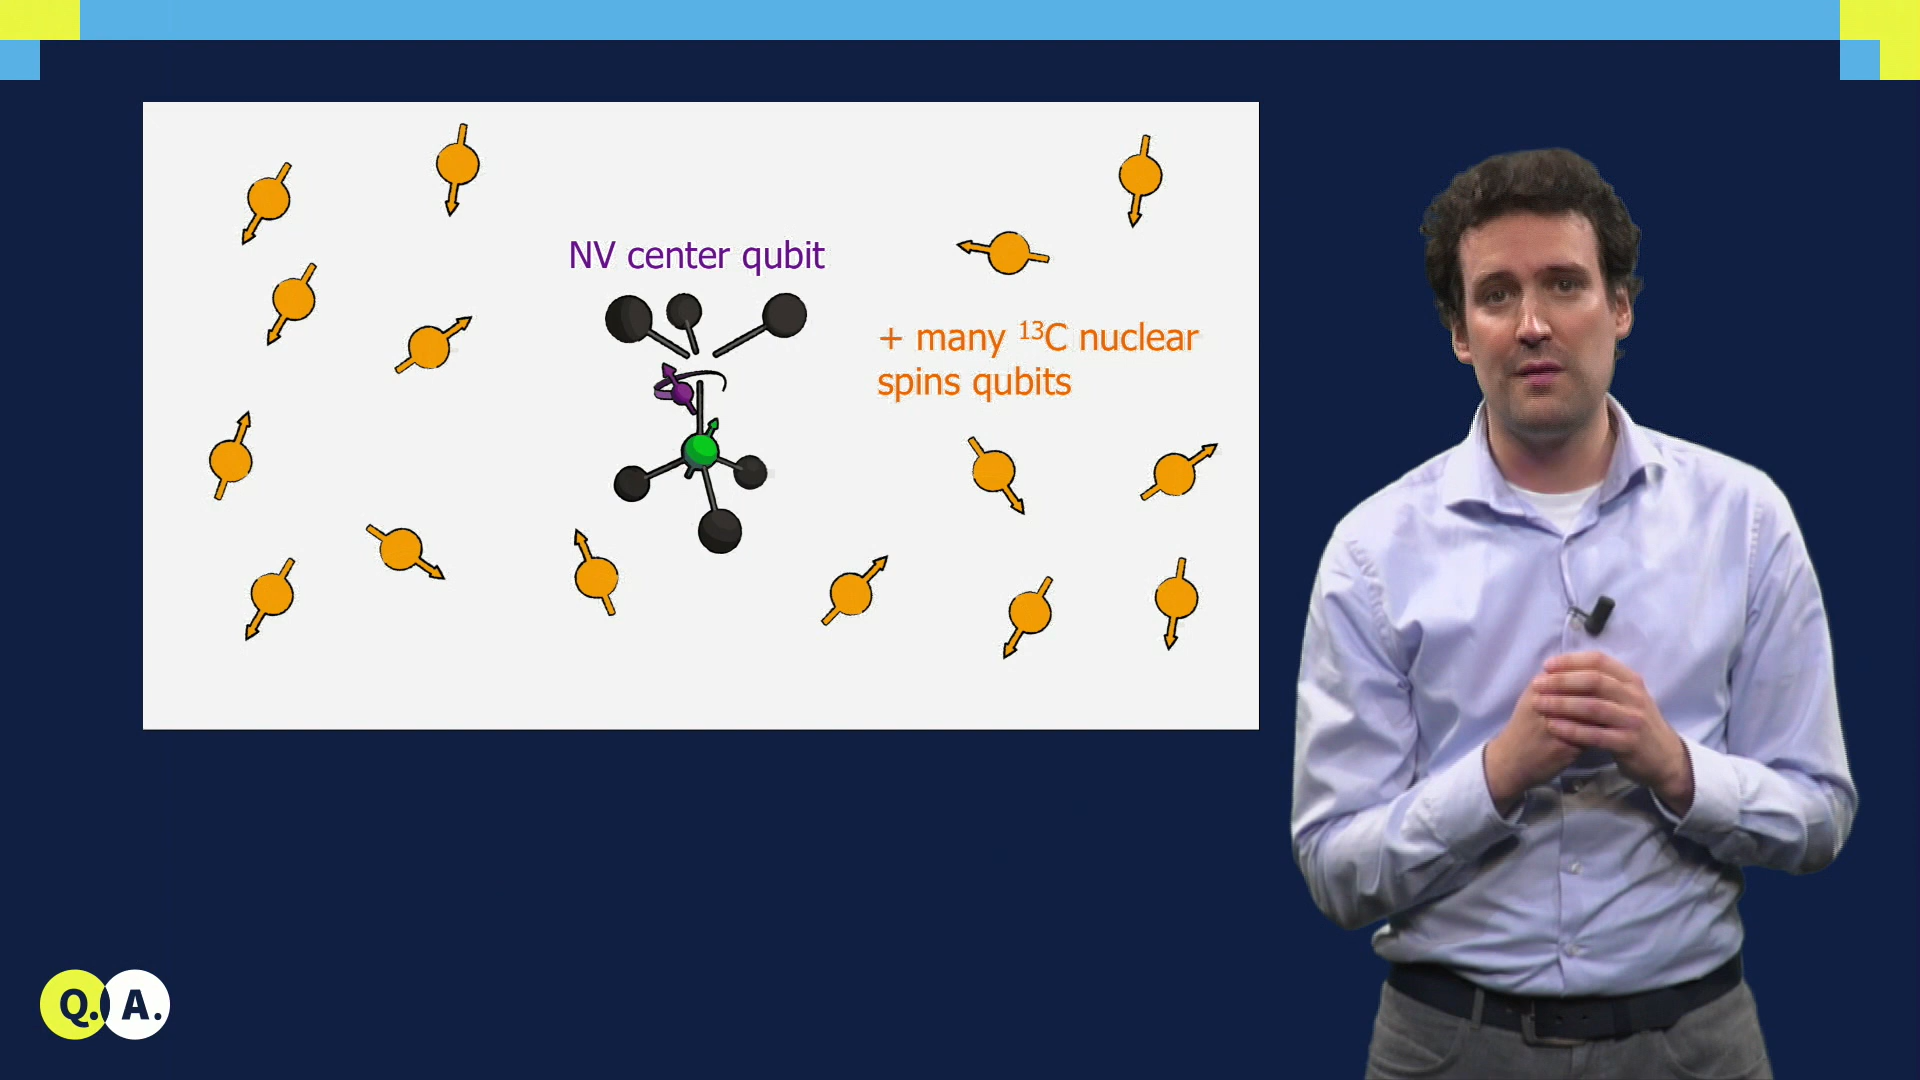 NV center qubit
+ many ¹³C nuclear
spins qubits
Q. A.